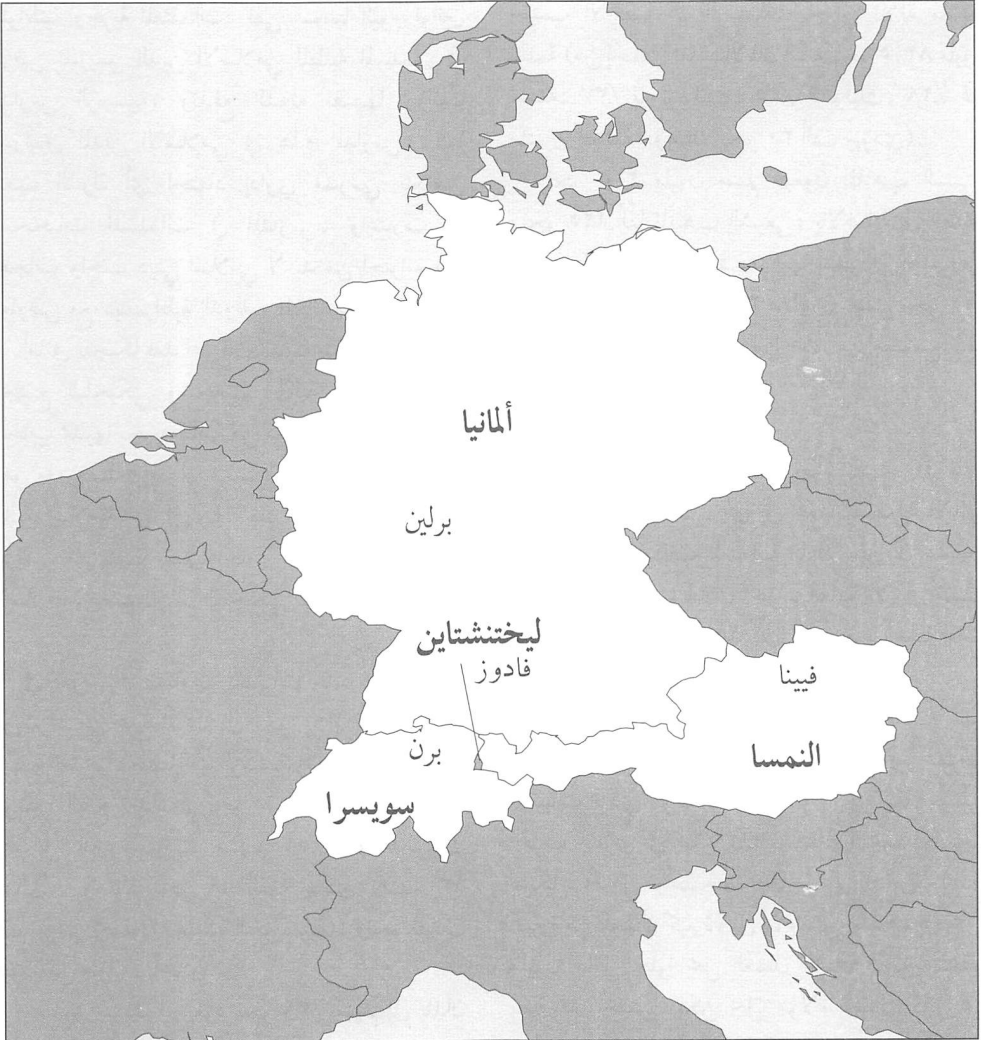 ألمانيا
برلين
ليختنشتاين
فادوز
فيينا
برن
النمسا
سويسرا